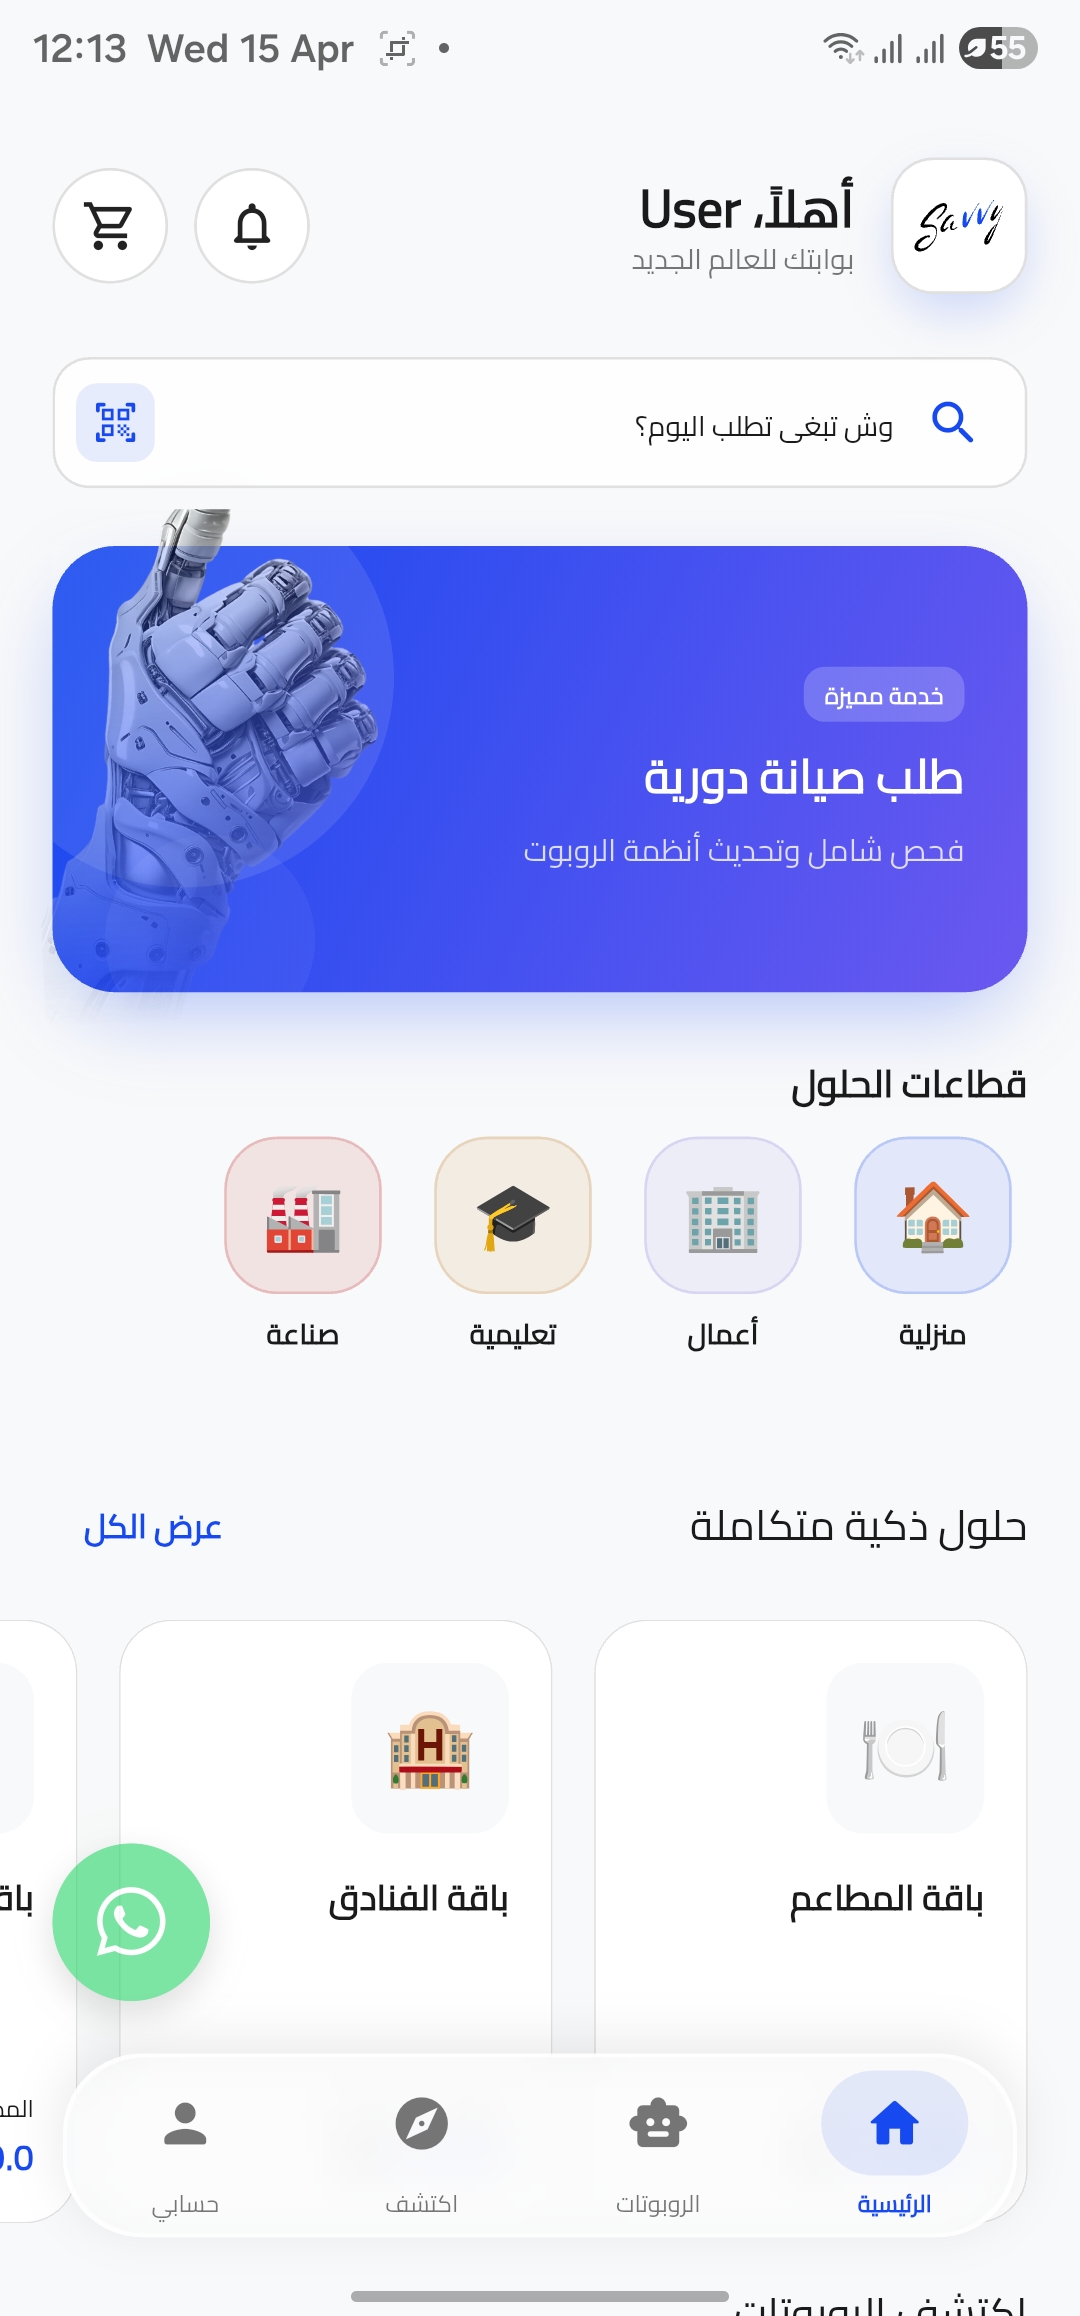 12:13 Wed 15 Apr
55
Savvy
أهلاً، User
بوابتك للعالم الجديد
وش تبغى تطلب اليوم؟
خدمة مميزة
طلب صيانة دورية
فحص شامل وتحديث أنظمة الروبوت
قطاعات الحلول
منزلية
أعمال
تعليمية
صناعة
حلول ذكية متكاملة
عرض الكل
H
باقة المطاعم
باقة الفنادق
الرئيسية
الروبوتات
اكتشف
حسابي